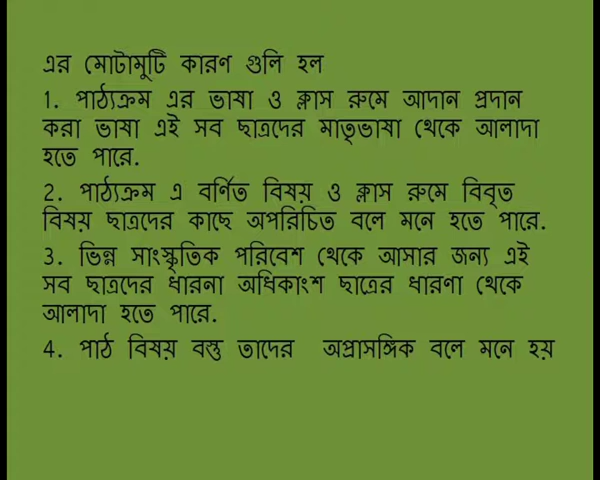 এর মোটামুটি কারণ গুলি হল
1. পাঠ্যক্রম এর ভাষা ও ক্লাস রুমে আদান প্রদান
করা ভাষা এই সব ছাত্রদের মাতৃভাষা থেকে আলাদা
হতে পারে.
2. পাঠ্যক্রম এ বর্ণিত বিষয় ও ক্লাস রুমে বিবৃত
বিষয় ছাত্রদের কাছে অপরিচিত বলে মনে হতে পারে.
3. ভিন্ন সাংস্কৃতিক পরিবেশ থেকে আসার জন্য এই
সব ছাত্রদের ধারনা অধিকাংশ ছাত্রের ধারণা থেকে
আলাদা হতে পারে.
4. পাঠ বিষয় বস্তু তাদের অপ্রাসঙ্গিক বলে মনে হয়